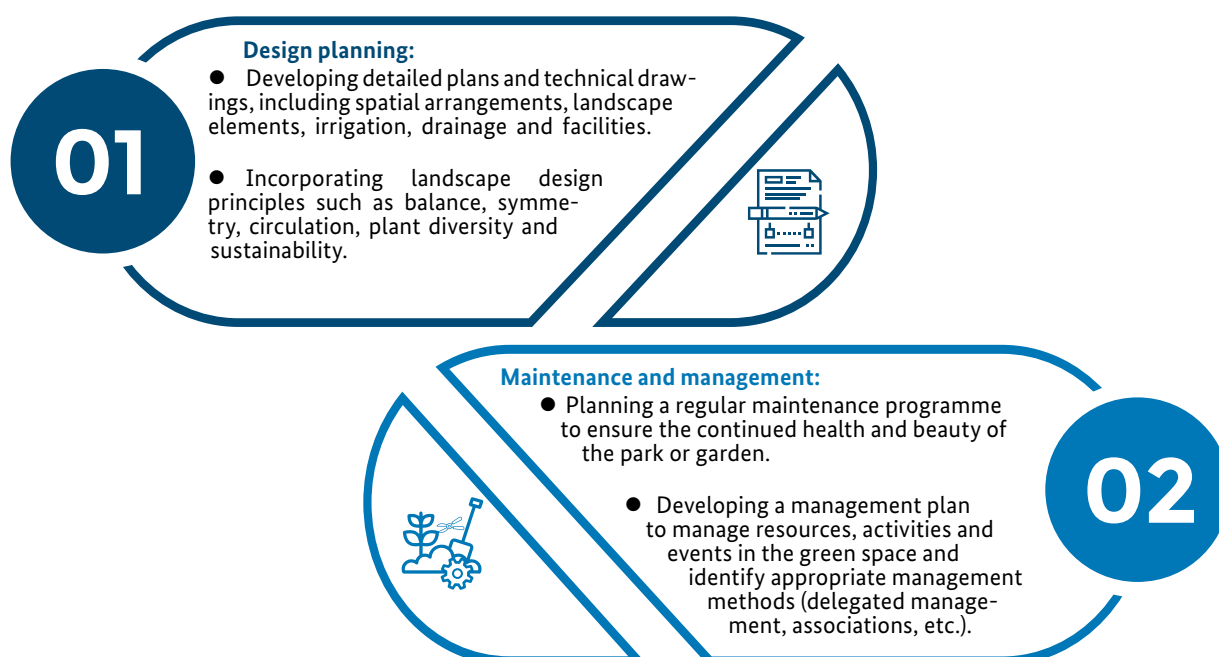 01
Design planning:
● Developing detailed plans and technical draw-
ings, including spatial arrangements, landscape
elements, irrigation, drainage and facilities.
● Incorporating landscape design
principles such as balance, symme-
try, circulation, plant diversity and
sustainability.
Maintenance and management:
● Planning a regular maintenance programme
to ensure the continued health and beauty of
the park or garden.
● Developing a management plan
to manage resources, activities and
events in the green space and
identify appropriate management
methods (delegated manage-
ment, associations, etc.).
02